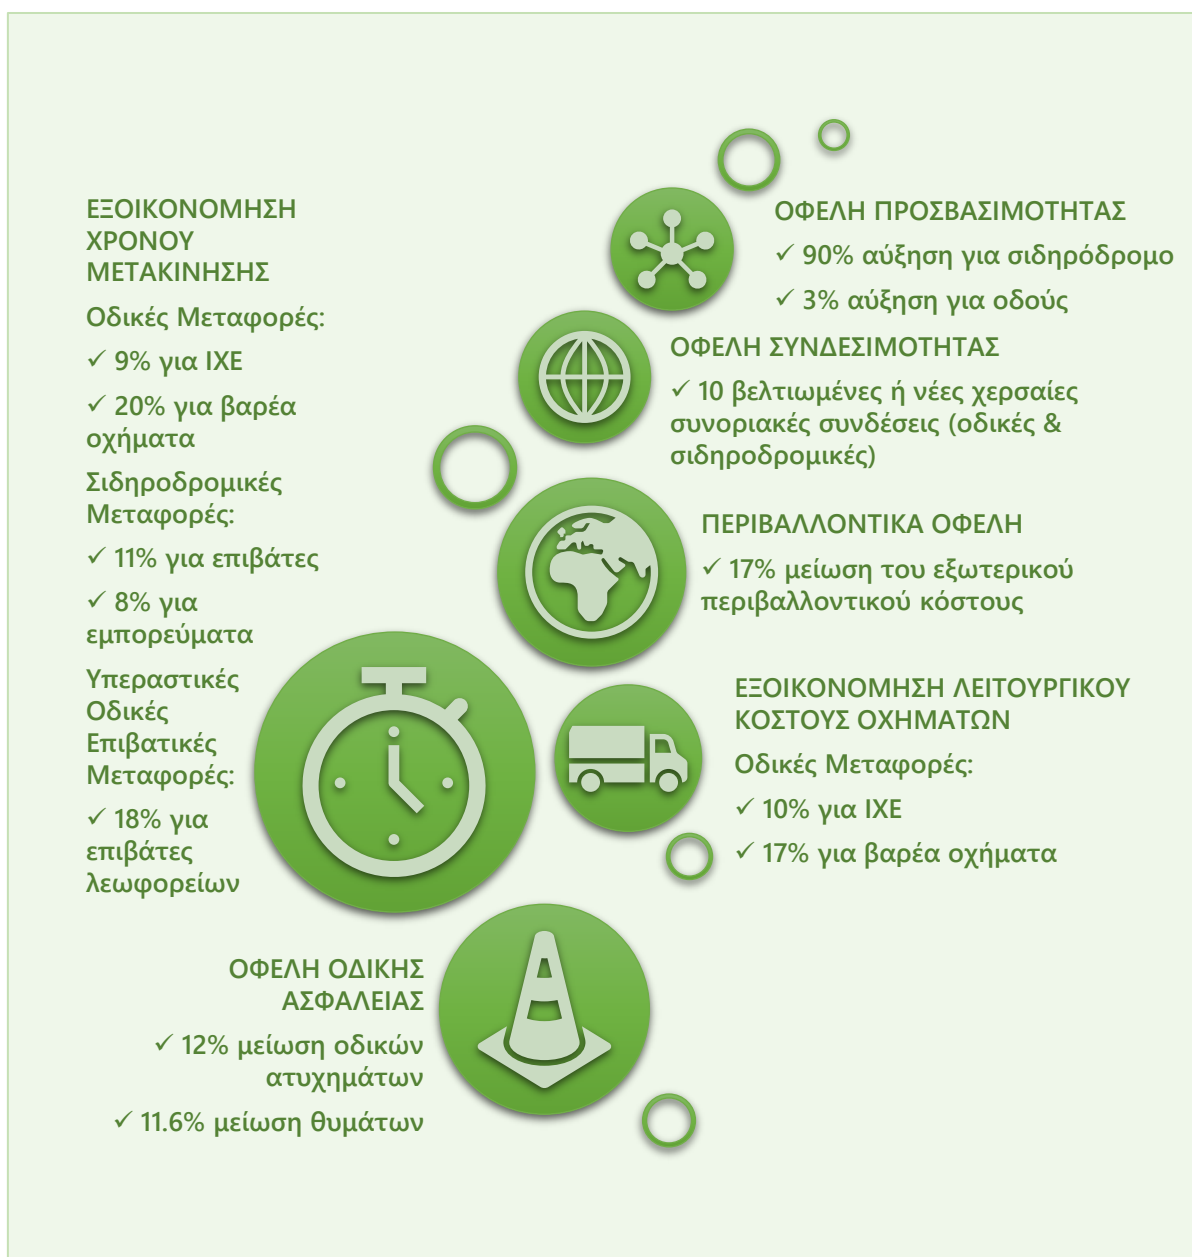 ΕΞΟΙΚΟΝΟΜΗΣΗ
ΧΡΟΝΟΥ
ΜΕΤΑΚΙΝΗΣΗΣ
Οδικές Μεταφορές:
✓ 9% για ΙΧΕ
✓ 20% για βαρέα
οχήματα
Σιδηροδρομικές
Μεταφορές:
✓ 11% για επιβάτες
✓ 8% για
εμπορεύματα
Υπεραστικές
Οδικές
Επιβατικές
Μεταφορές:
✓ 18% για
επιβάτες
λεωφορείων
ΟΦΕΛΗ ΠΡΟΣΒΑΣΙΜΟΤΗΤΑΣ
✓ 90% αύξηση για σιδηρόδρομο
✓ 3% αύξηση για οδούς
ΟΦΕΛΗ ΣΥΝΔΕΣΙΜΟΤΗΤΑΣ
✓ 10 βελτιωμένες ή νέες χερσαίες
συνοριακές συνδέσεις (οδικές &
σιδηροδρομικές)
ΠΕΡΙΒΑΛΛΟΝΤΙΚΑ ΟΦΕΛΗ
✓ 17% μείωση του εξωτερικού
περιβαλλοντικού κόστους
ΕΞΟΙΚΟΝΟΜΗΣΗ ΛΕΙΤΟΥΡΓΙΚΟΥ
ΚΟΣΤΟΥΣ ΟΧΗΜΑΤΩΝ
Οδικές Μεταφορές:
✓ 10% για ΙΧΕ
✓ 17% για βαρέα οχήματα
ΟΦΕΛΗ ΟΔΙΚΗΣ
ΑΣΦΑΛΕΙΑΣ
✓ 12% μείωση οδικών
ατυχημάτων
✓ 11.6% μείωση θυμάτων